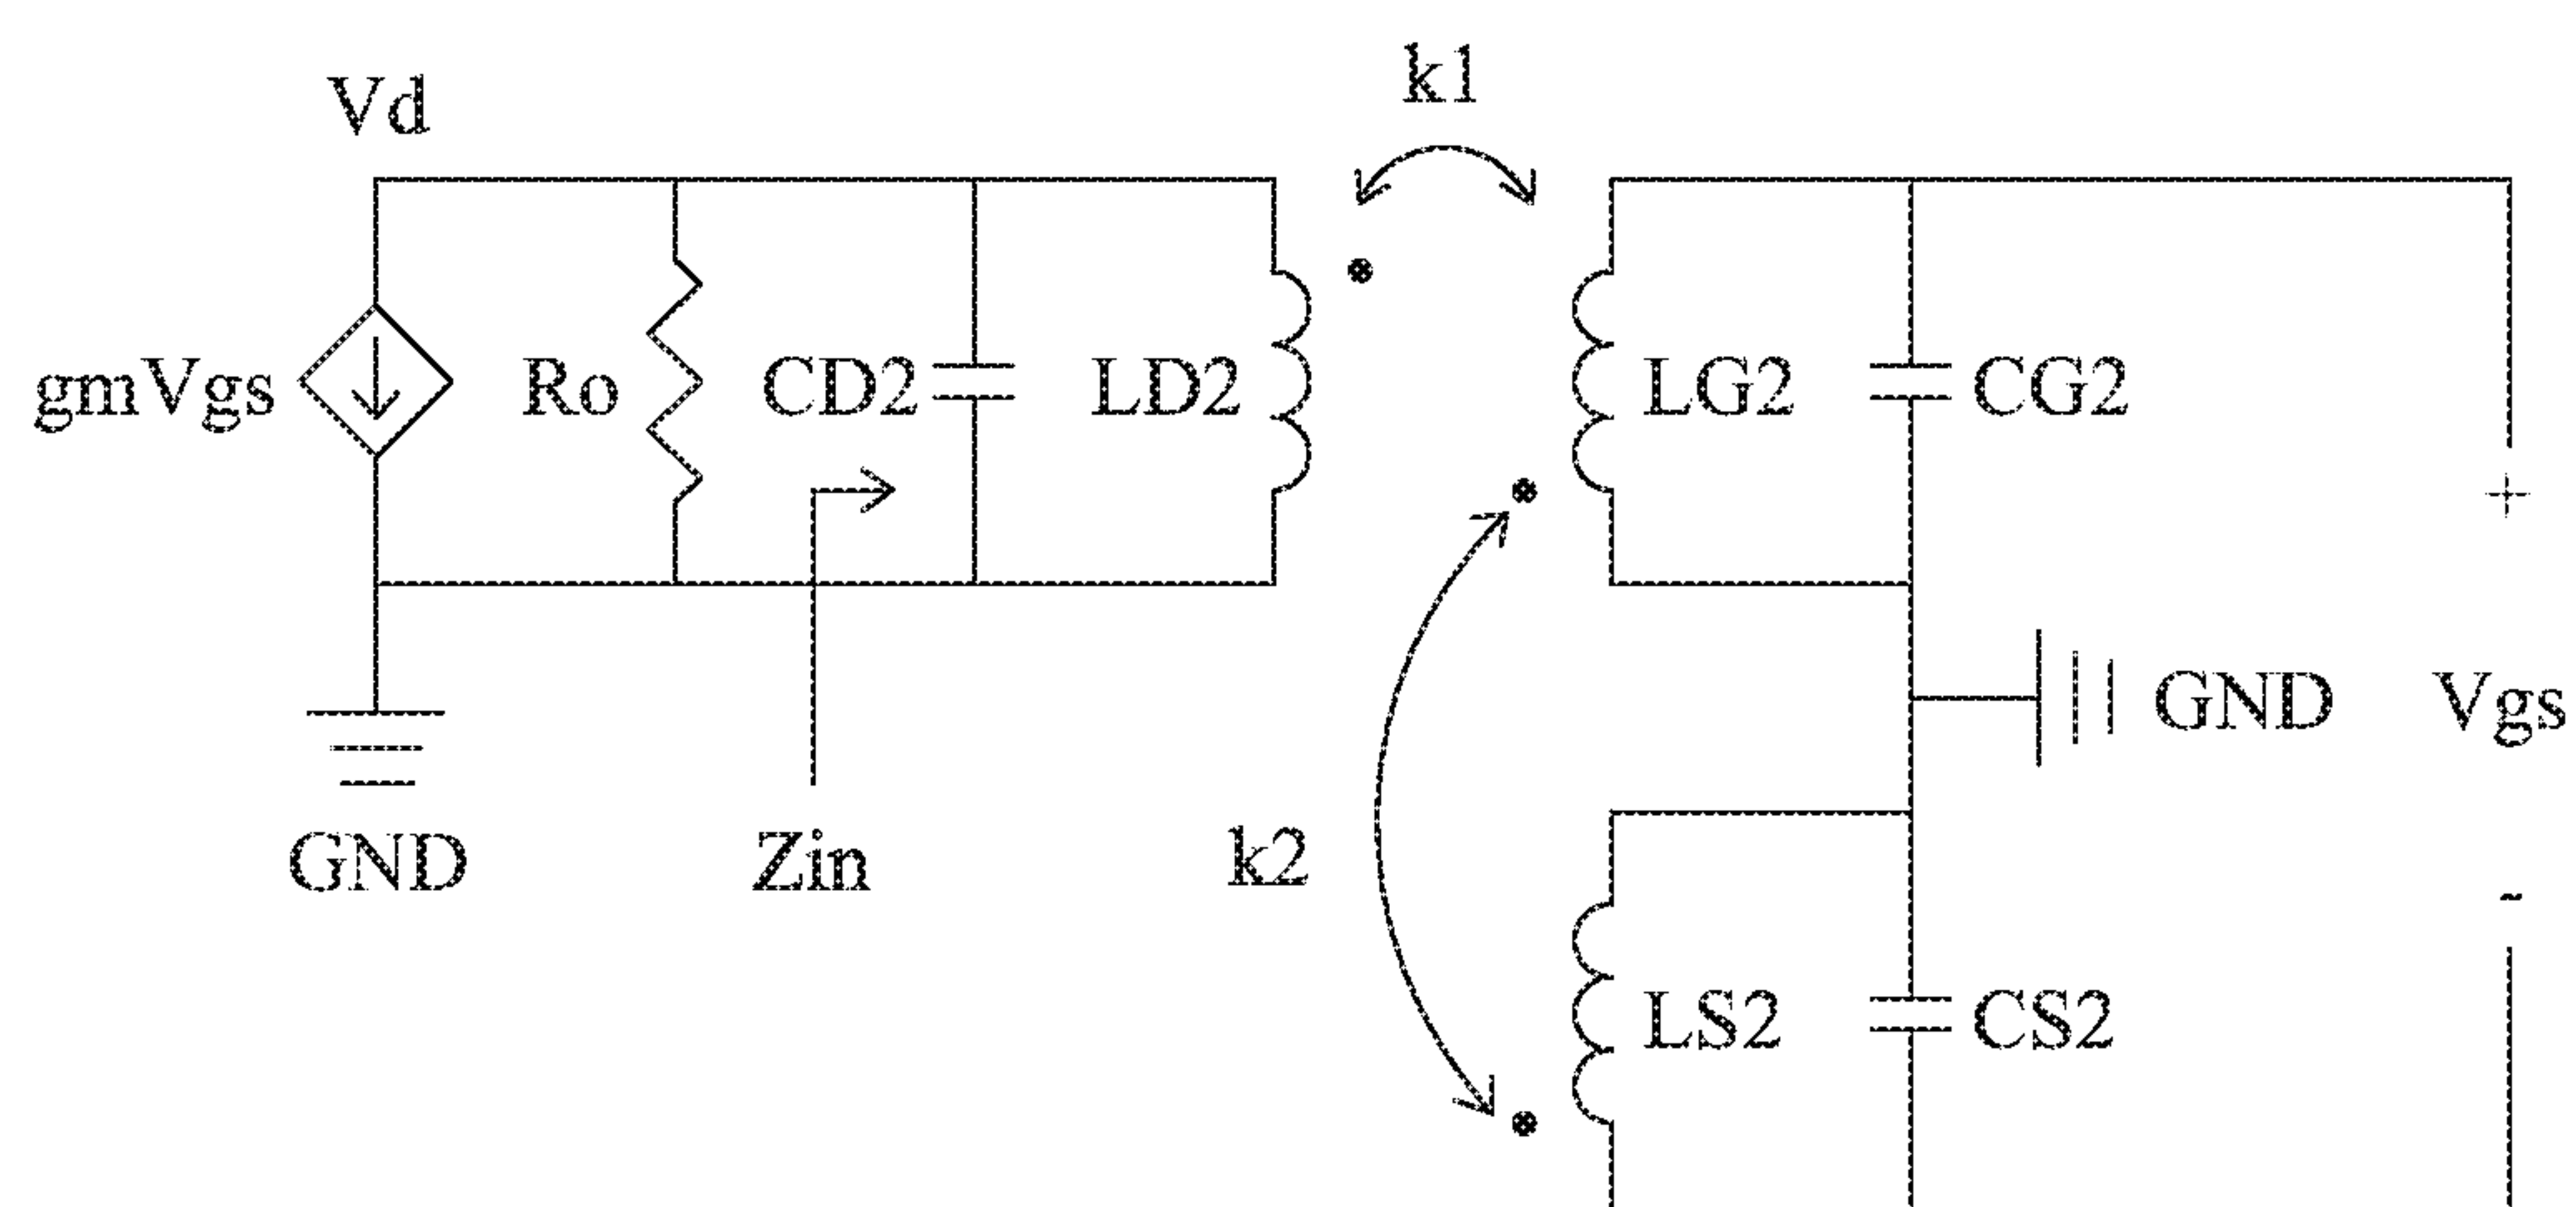 k1
Vd
gmVgs Ro CD2 LD2 LG2 CG2
+
GND Vgs
GND Zin k2
-
LS2 CS2